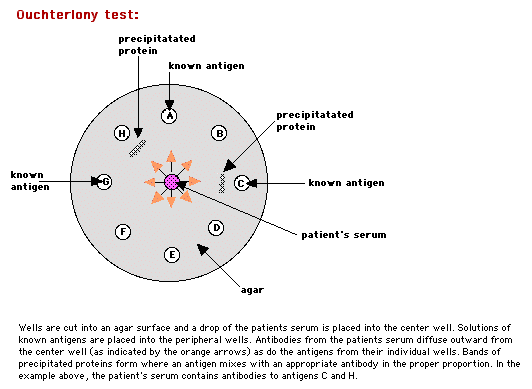 Ouchterlony test:
precipitatated
protein
known antigen
precipitatated
protein
A
H
B
known
antigen
G
C
known antigen
F
D
E
patient's serum
agar
Wells are cut into an agar surface and a drop of the patients serum is placed into the center well. Solutions of
known antigens are placed into the peripheral wells. Antibodies from the patients serum diffuse outward from
the center well (as indicated by the orange arrows) as do the antigens from their individual wells. Bands of
precipitated proteins form where an antigen mixes with an appropriate antibody in the proper proportion. In the
example above, the patient's serum contains antibodies to antigens C and H.